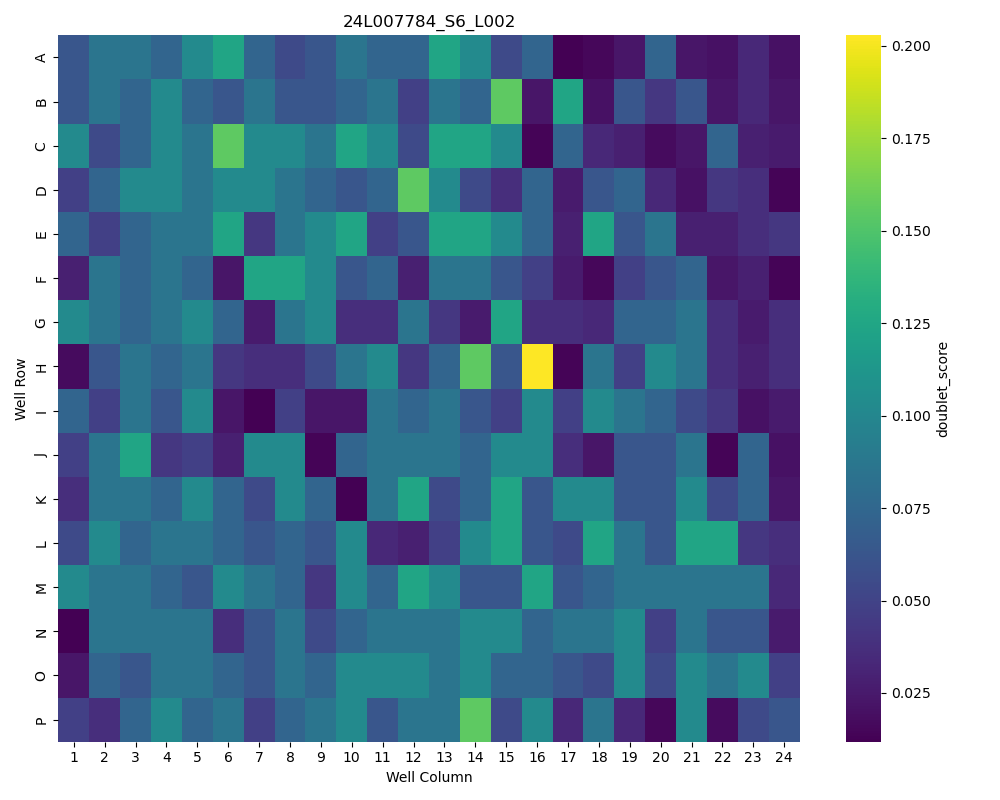 24L007784_S6_L002
A
B
C
D
E
F
G
H
I
J
K
L
M
N
O
P
Well Row
1 2 3 4 5 6 7 8 9 10 11 12 13 14 15 16 17 18 19 20 21 22 23 24
Well Column
0.200
0.175
0.150
0.125
0.100
0.075
0.050
0.025
doublet_score